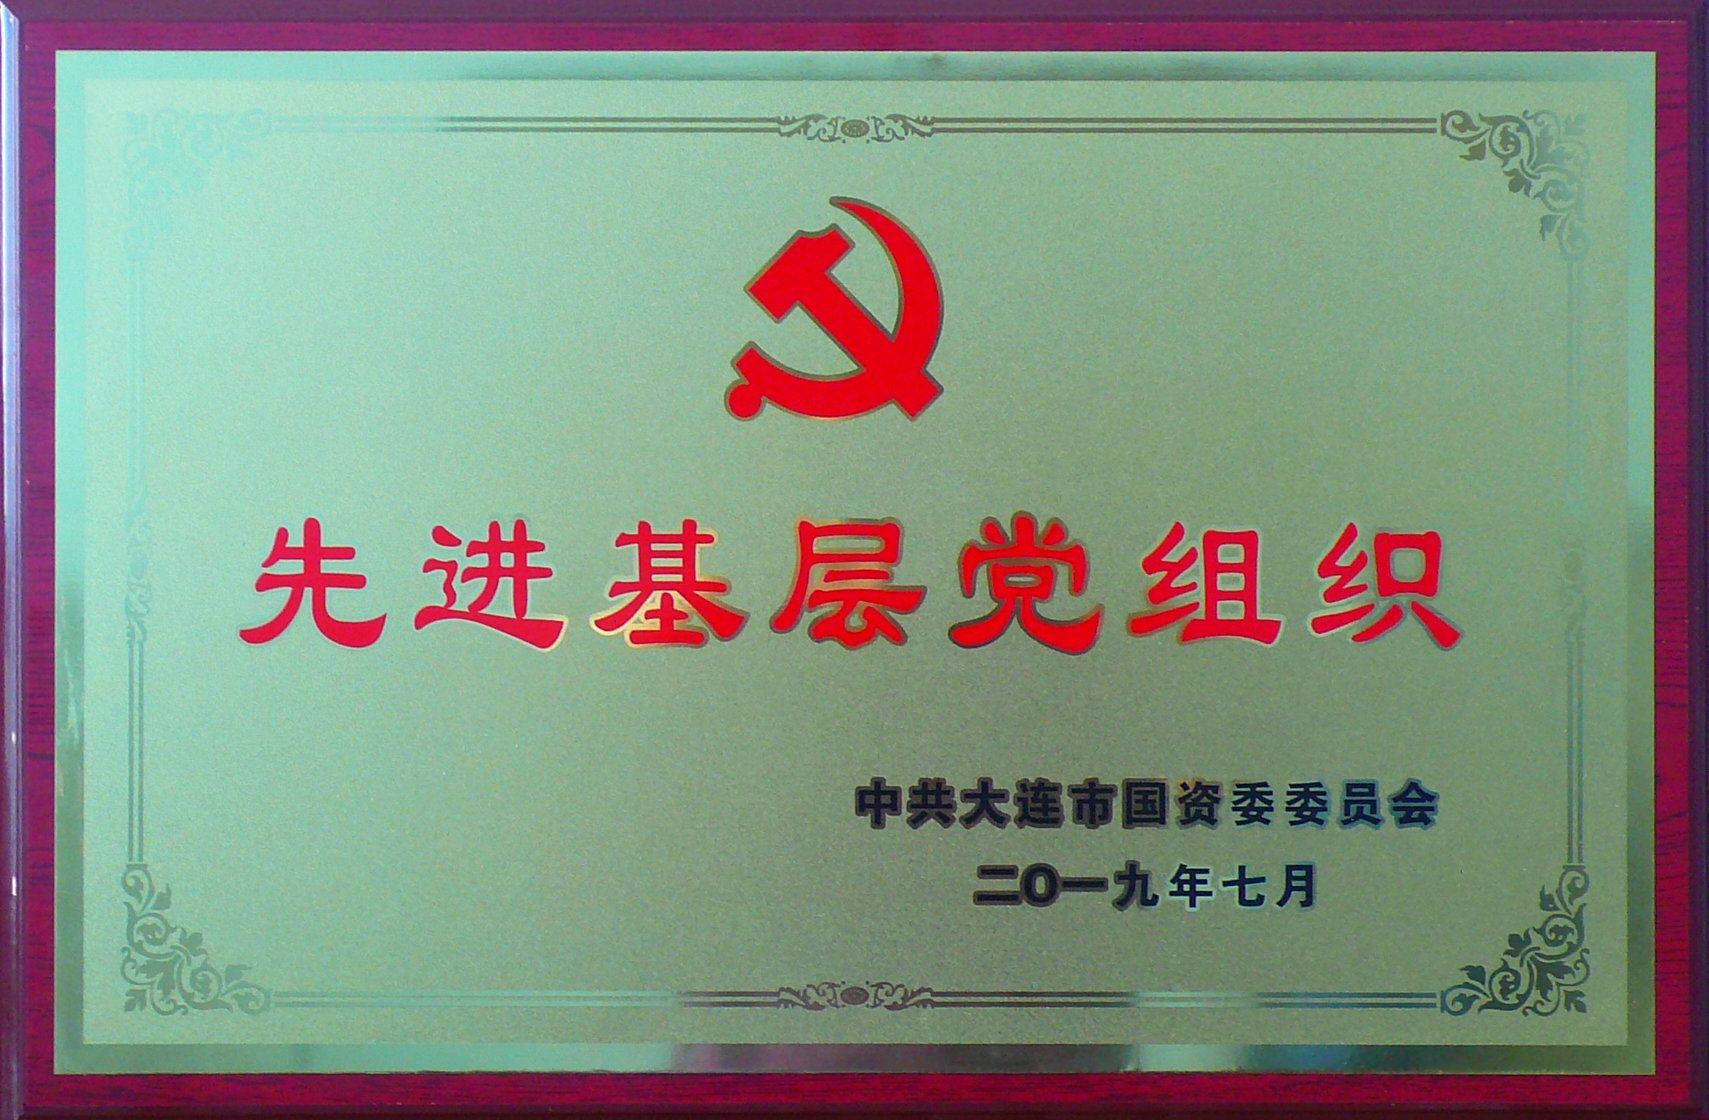 先进基层党组织
中共大连市国资委委员会
二〇一九年七月